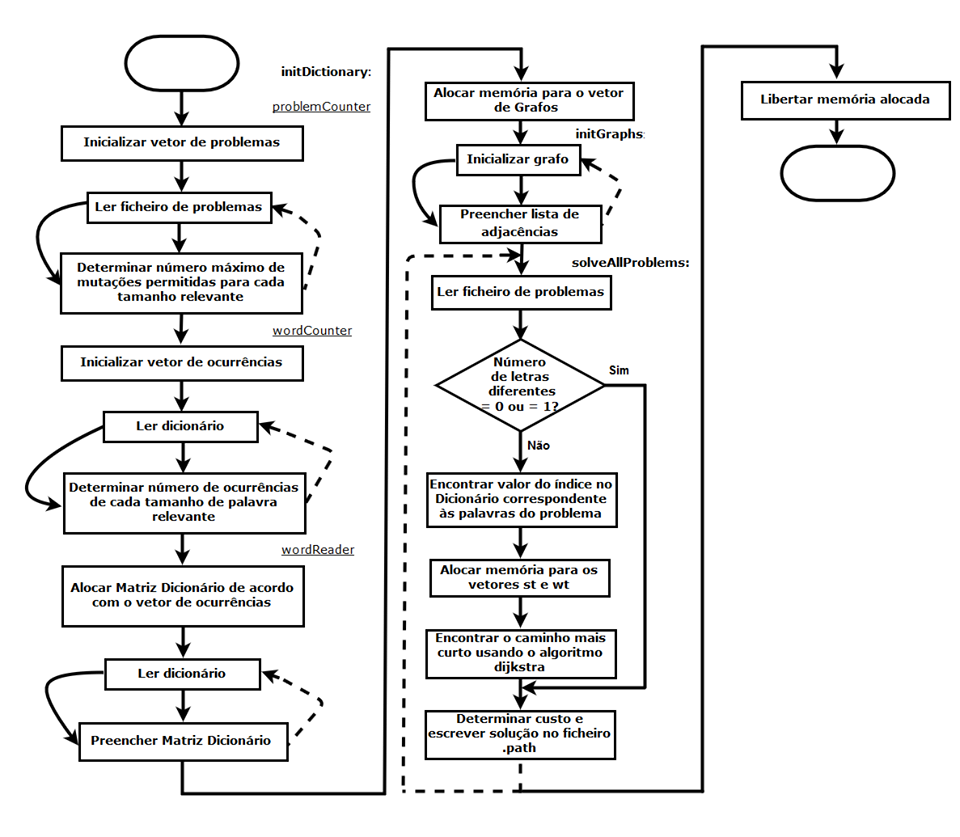 initDictionary:
problemCounter
Inicializar vetor de problemas
Ler ficheiro de problemas
Determinar número máximo de
mutações permitidas para cada
tamanho relevante
wordCounter
Inicializar vetor de ocurrências
Ler dicionário
Determinar número de ocurrências
de cada tamanho de palavra
relevante
wordReader
Alocar Matriz Dicionário de acordo
com o vetor de ocurrências
Ler dicionário
Preencher Matriz Dicionário
Alocar memória para o vetor
de Grafos
initGraphs:
Inicializar grafo
Preencher lista de
adjacências
solveAllProblems:
Ler ficheiro de problemas
Número
de letras
diferentes
= 0 ou = 1?
Sim
Não
Encontrar valor do índice no
Dicionário correspondente
às palavras do problema
Alocar memória para os
vetores st e wt
Encontrar o caminho mais
curto usando o algoritmo
dijkstra
Determinar custo e
escrever solução no ficheiro
.path
Libertar memória alocada